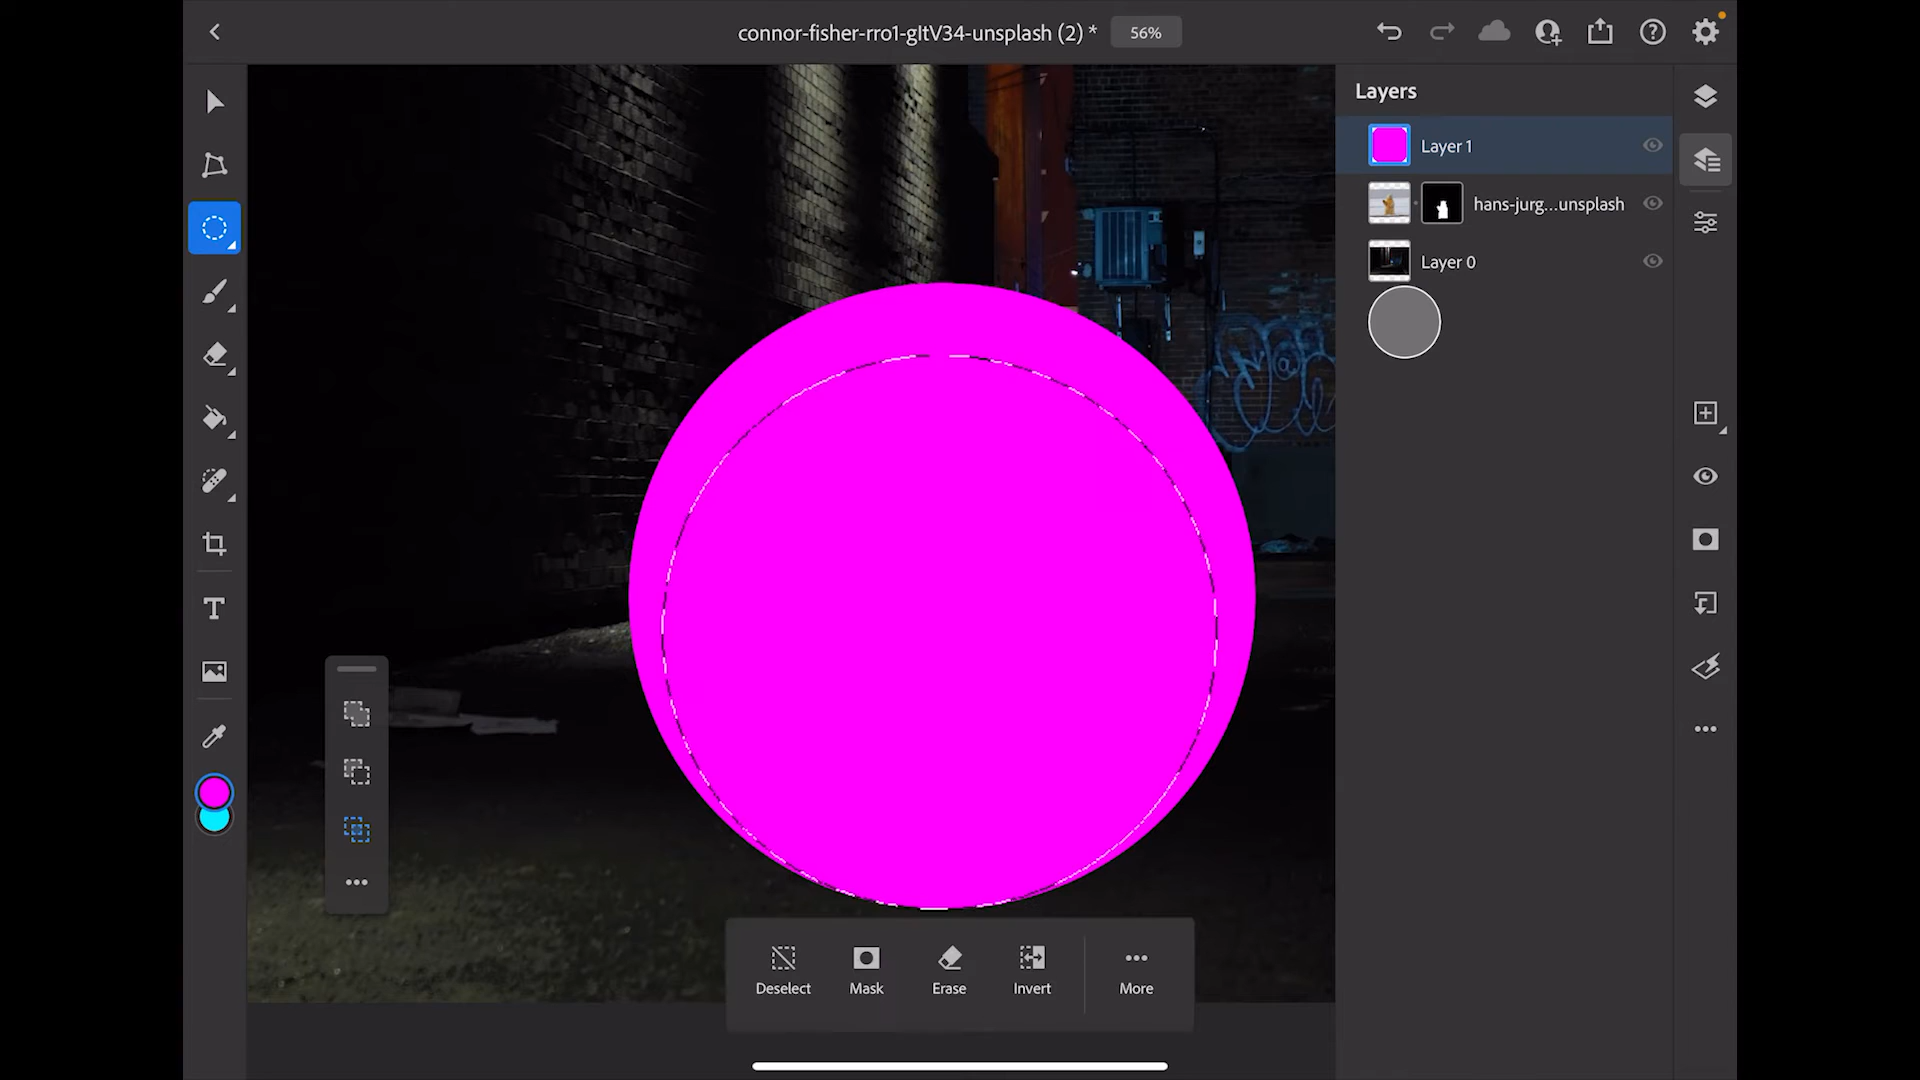 connor-fisher-rro1-gItV34-unsplash (2) *
56%
Layers
Layer 1
hans-jurg...unsplash
Layer 0
T
Deselect
Mask
Erase
Invert
More